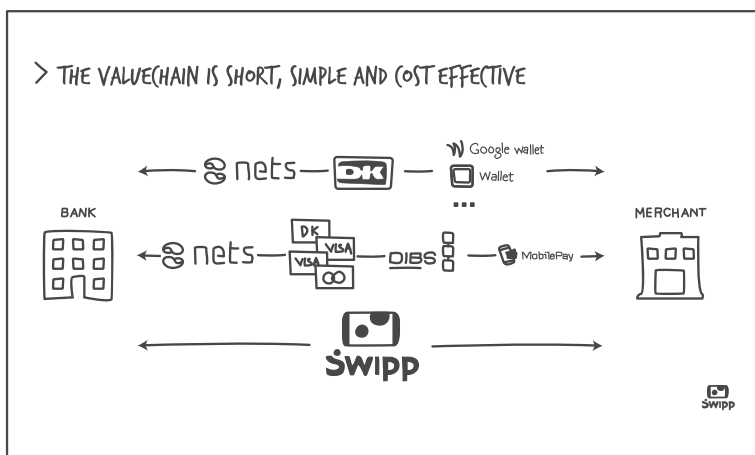 > THE VALUECHAIN IS SHORT, SIMPLE AND COST EFFECTIVE
nets DK Google wallet
Wallet
...
BANK
MERCHANT
nets DK VISA VISA DIBS MobilePay
Swipp
Swipp